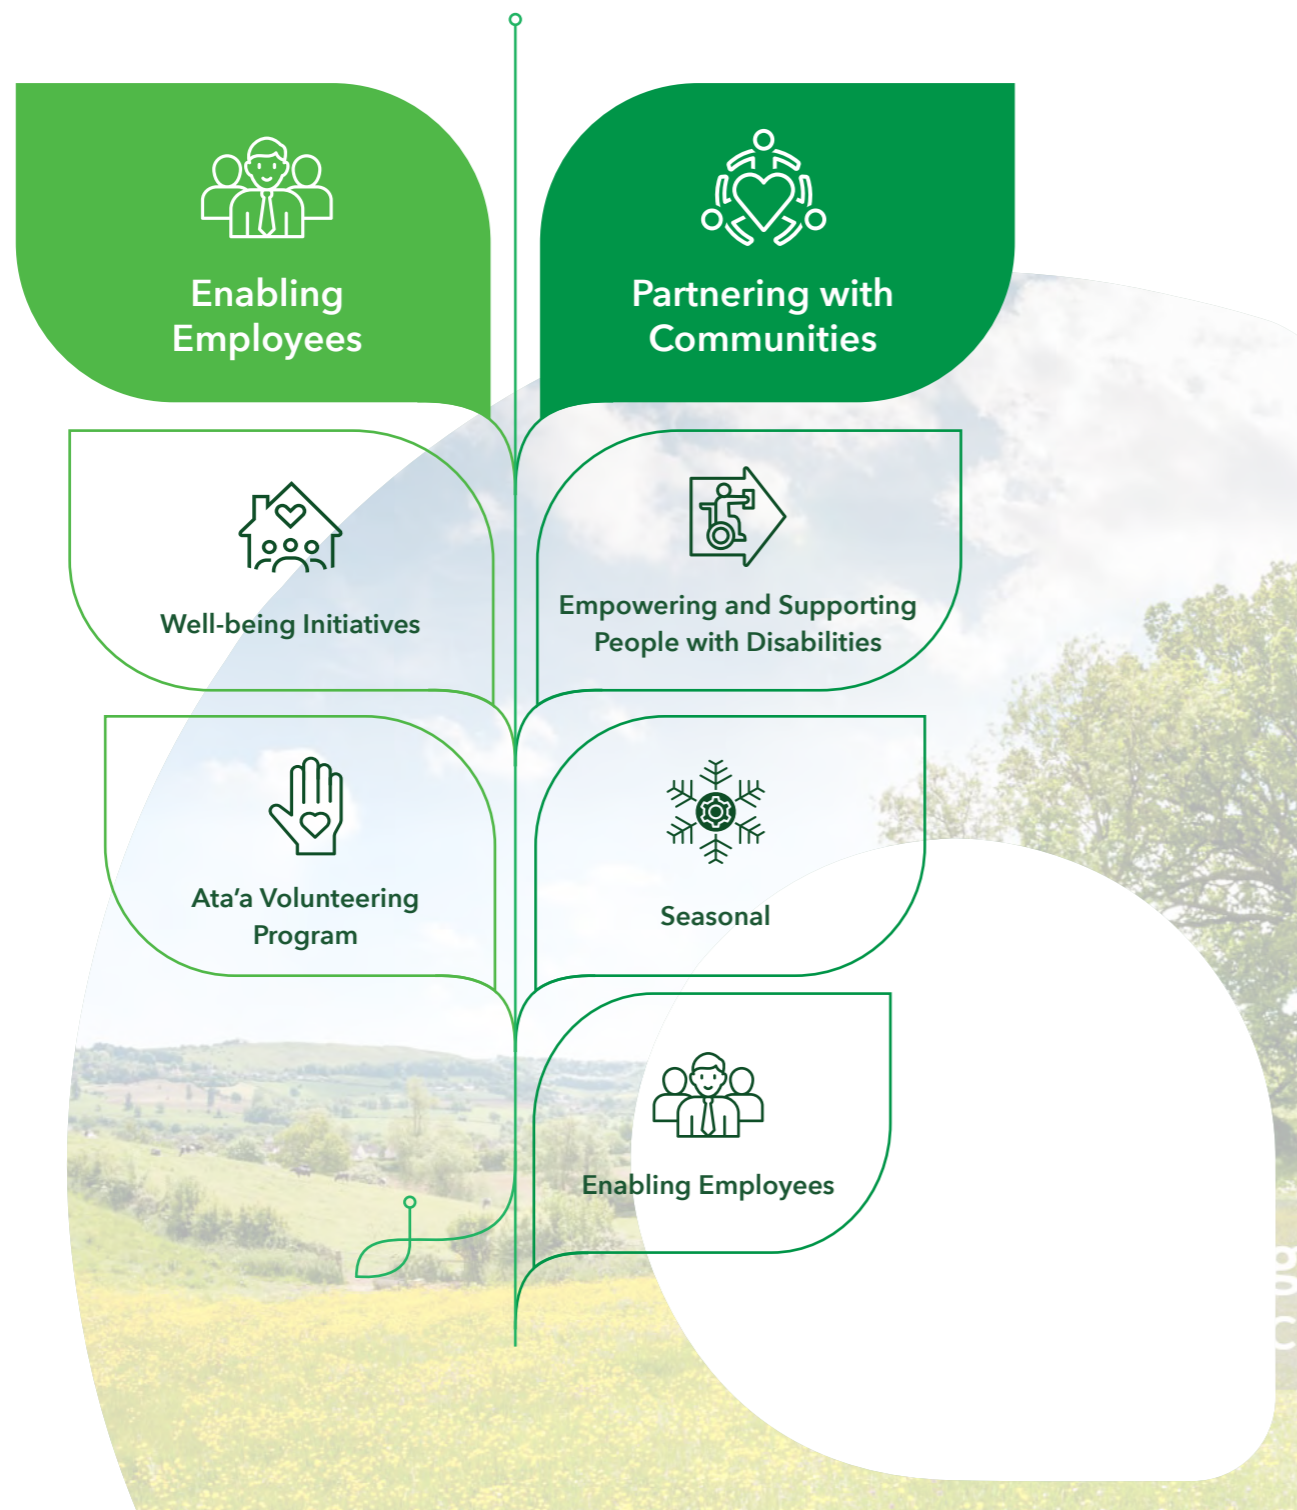 Enabling
Employees
Partnering with
Communities
Well-being Initiatives
Empowering and Supporting
People with Disabilities
Ata’a Volunteering
Program
Seasonal
Enabling Employees